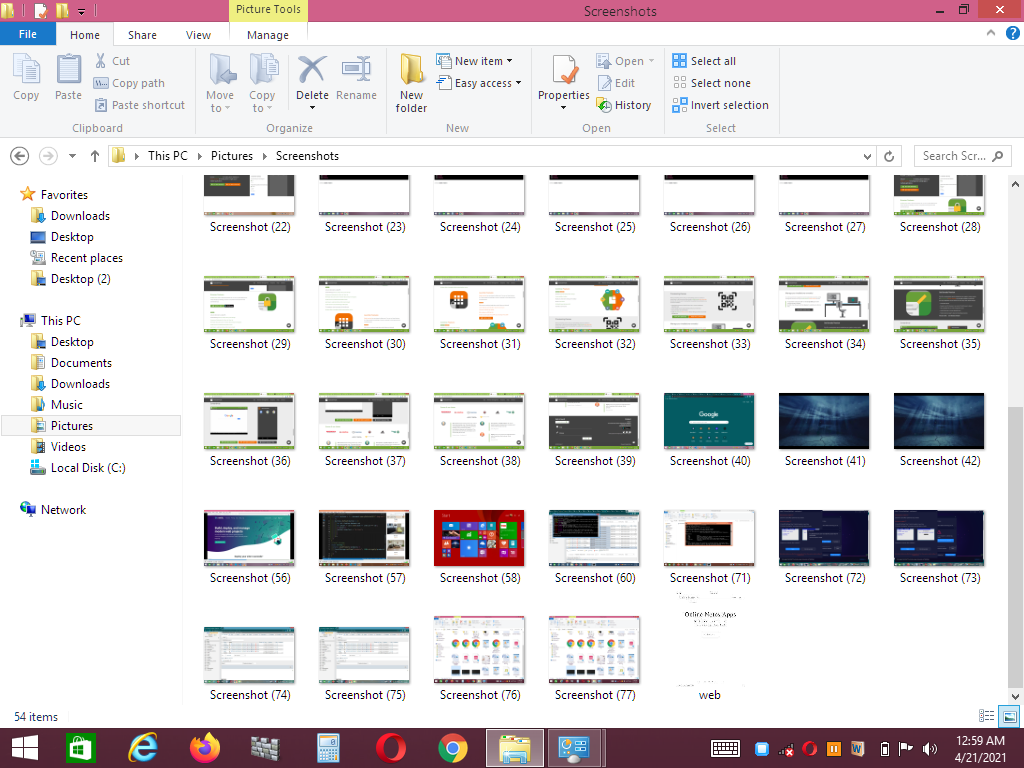 Picture Tools
Screenshots
File
Home
Share
View
Manage
Copy
Paste
Cut
Copy path
Paste shortcut
Clipboard
Move to
Copy to
Delete
Rename
Organize
New folder
New item
Easy access
New
Properties
Open
Edit
History
Open
Select all
Select none
Invert selection
Select
This PC
Pictures
Screenshots
Search Scr...
Favorites
Downloads
Desktop
Recent places
Desktop (2)
This PC
Desktop
Documents
Downloads
Music
Pictures
Videos
Local Disk (C:)
Network
Screenshot (22)
Screenshot (23)
Screenshot (24)
Screenshot (25)
Screenshot (26)
Screenshot (27)
Screenshot (28)
Screenshot (29)
Screenshot (30)
Screenshot (31)
Screenshot (32)
Screenshot (33)
Screenshot (34)
Screenshot (35)
Google
Screenshot (36)
Screenshot (37)
Screenshot (38)
Screenshot (39)
Screenshot (40)
Screenshot (41)
Screenshot (42)
Screenshot (56)
Screenshot (57)
Screenshot (58)
Screenshot (60)
Screenshot (71)
Screenshot (72)
Screenshot (73)
Online Notes Apps
Screenshot (74)
Screenshot (75)
Screenshot (76)
Screenshot (77)
web
54 items
12:59 AM
4/21/2021